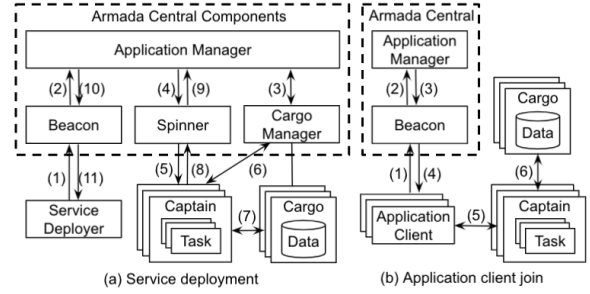 Armada Central Components
Application Manager
(2)
(10)
(4)
(9)
(3)
Beacon
Spinner
Cargo
Manager
(1)
(11)
(5)
(8)
(6)
Service
Deployer
Captain
Task
(7)
Cargo
Data
(a) Service deployment
Armada Central
Application
Manager
(2)
(3)
Beacon
Cargo
Data
(1)
(4)
(6)
Application
Client
(5)
Captain
Task
(b) Application client join